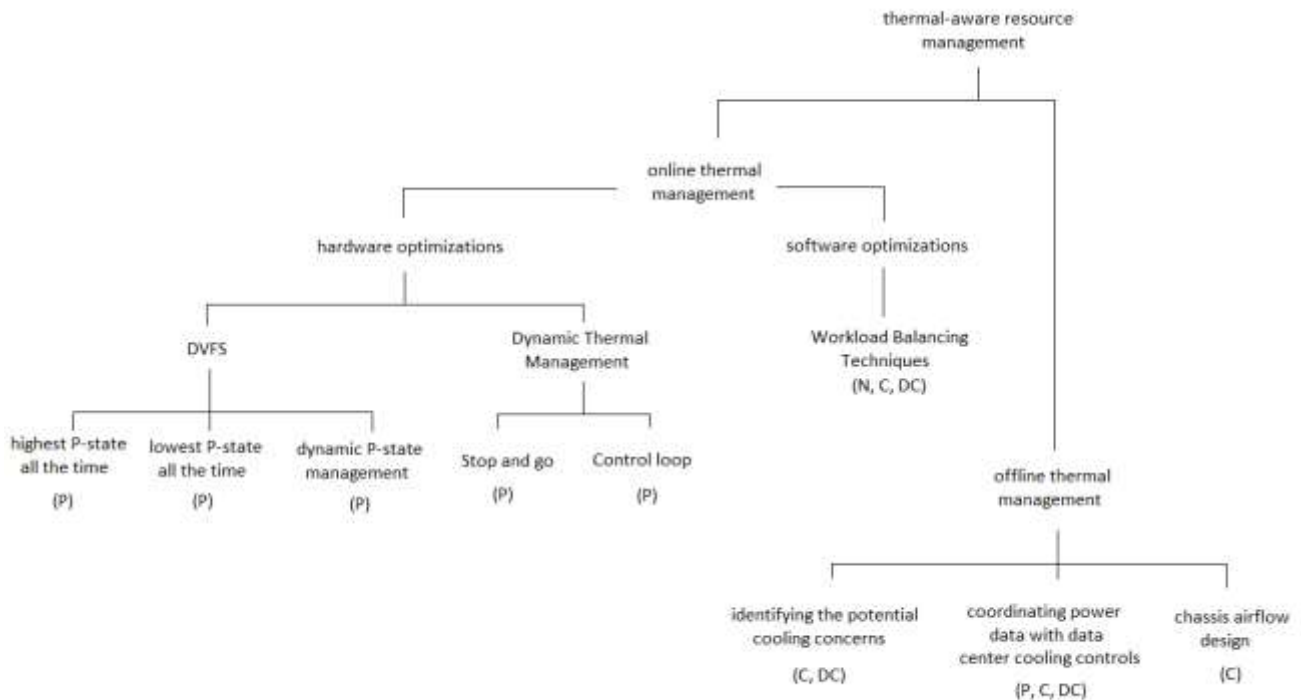 thermal-aware resource
management
online thermal
management
hardware optimizations
software optimizations
DVFS
Dynamic Thermal
Management
Workload Balancing
Techniques
(N, C, DC)
highest P-state
all the time
(P)
lowest P-state
all the time
(P)
dynamic P-state
management
(P)
Stop and go
(P)
Control loop
(P)
offline thermal
management
identifying the potential
cooling concerns
(C, DC)
coordinating power
data with data
center cooling controls
(P, C, DC)
chassis airflow
design
(C)